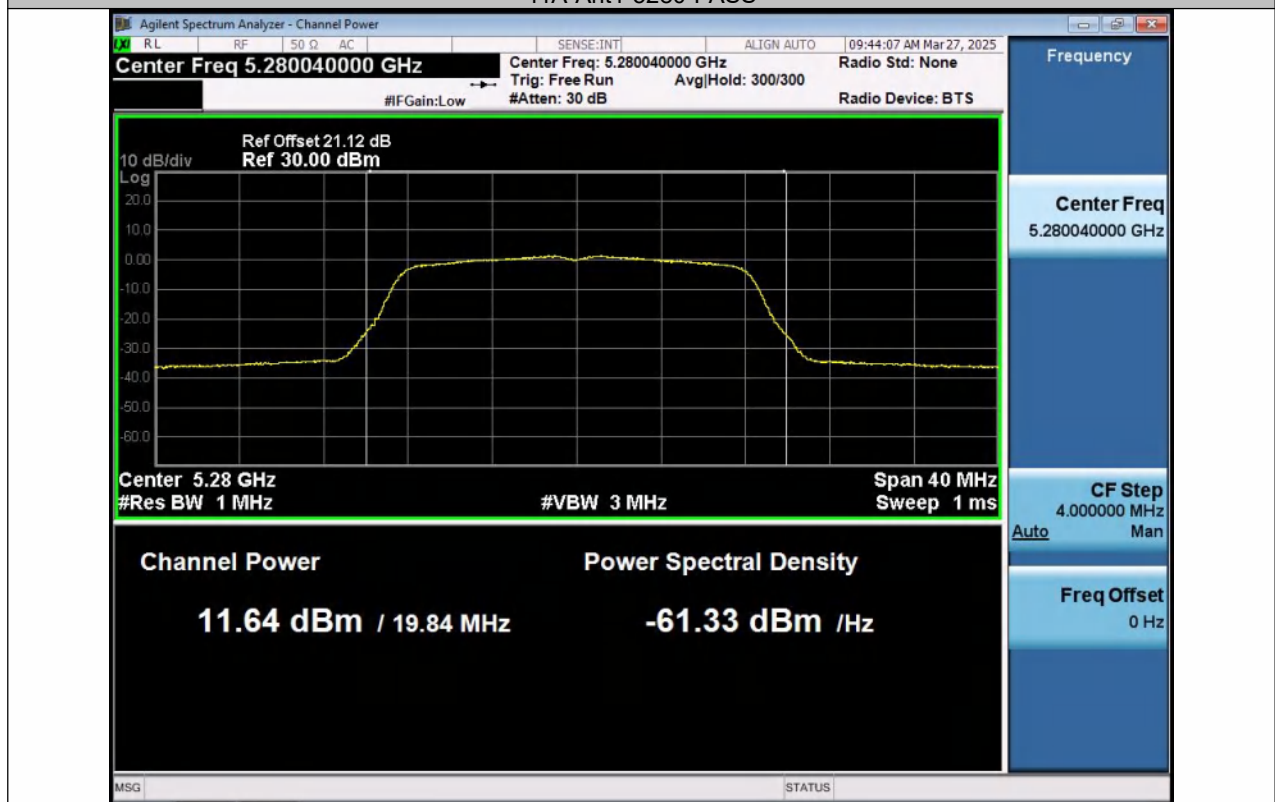 Agilent Spectrum Analyzer - Channel Power
LXI RL RF 50 Ω AC SENSE:INT ALIGN AUTO 09:44:07 AM Mar 27, 2025
Center Freq 5.280040000 GHz
Center Freq: 5.280040000 GHz
Radio Std: None
Trig: Free Run Avg|Hold: 300/300
#IFGain:Low
#Atten: 30 dB
Radio Device: BTS
Ref Offset 21.12 dB
10 dB/div Ref 30.00 dBm
Log
20.0
10.0
0.00
-10.0
-20.0
-30.0
-40.0
-50.0
-60.0
Center 5.28 GHz Span 40 MHz
#Res BW 1 MHz #VBW 3 MHz Sweep 1 ms
Channel Power Power Spectral Density
11.64 dBm / 19.84 MHz -61.33 dBm /Hz
MSG STATUS
Frequency
Center Freq
5.280040000 GHz
CF Step
4.000000 MHz
Auto Man
Freq Offset
0 Hz